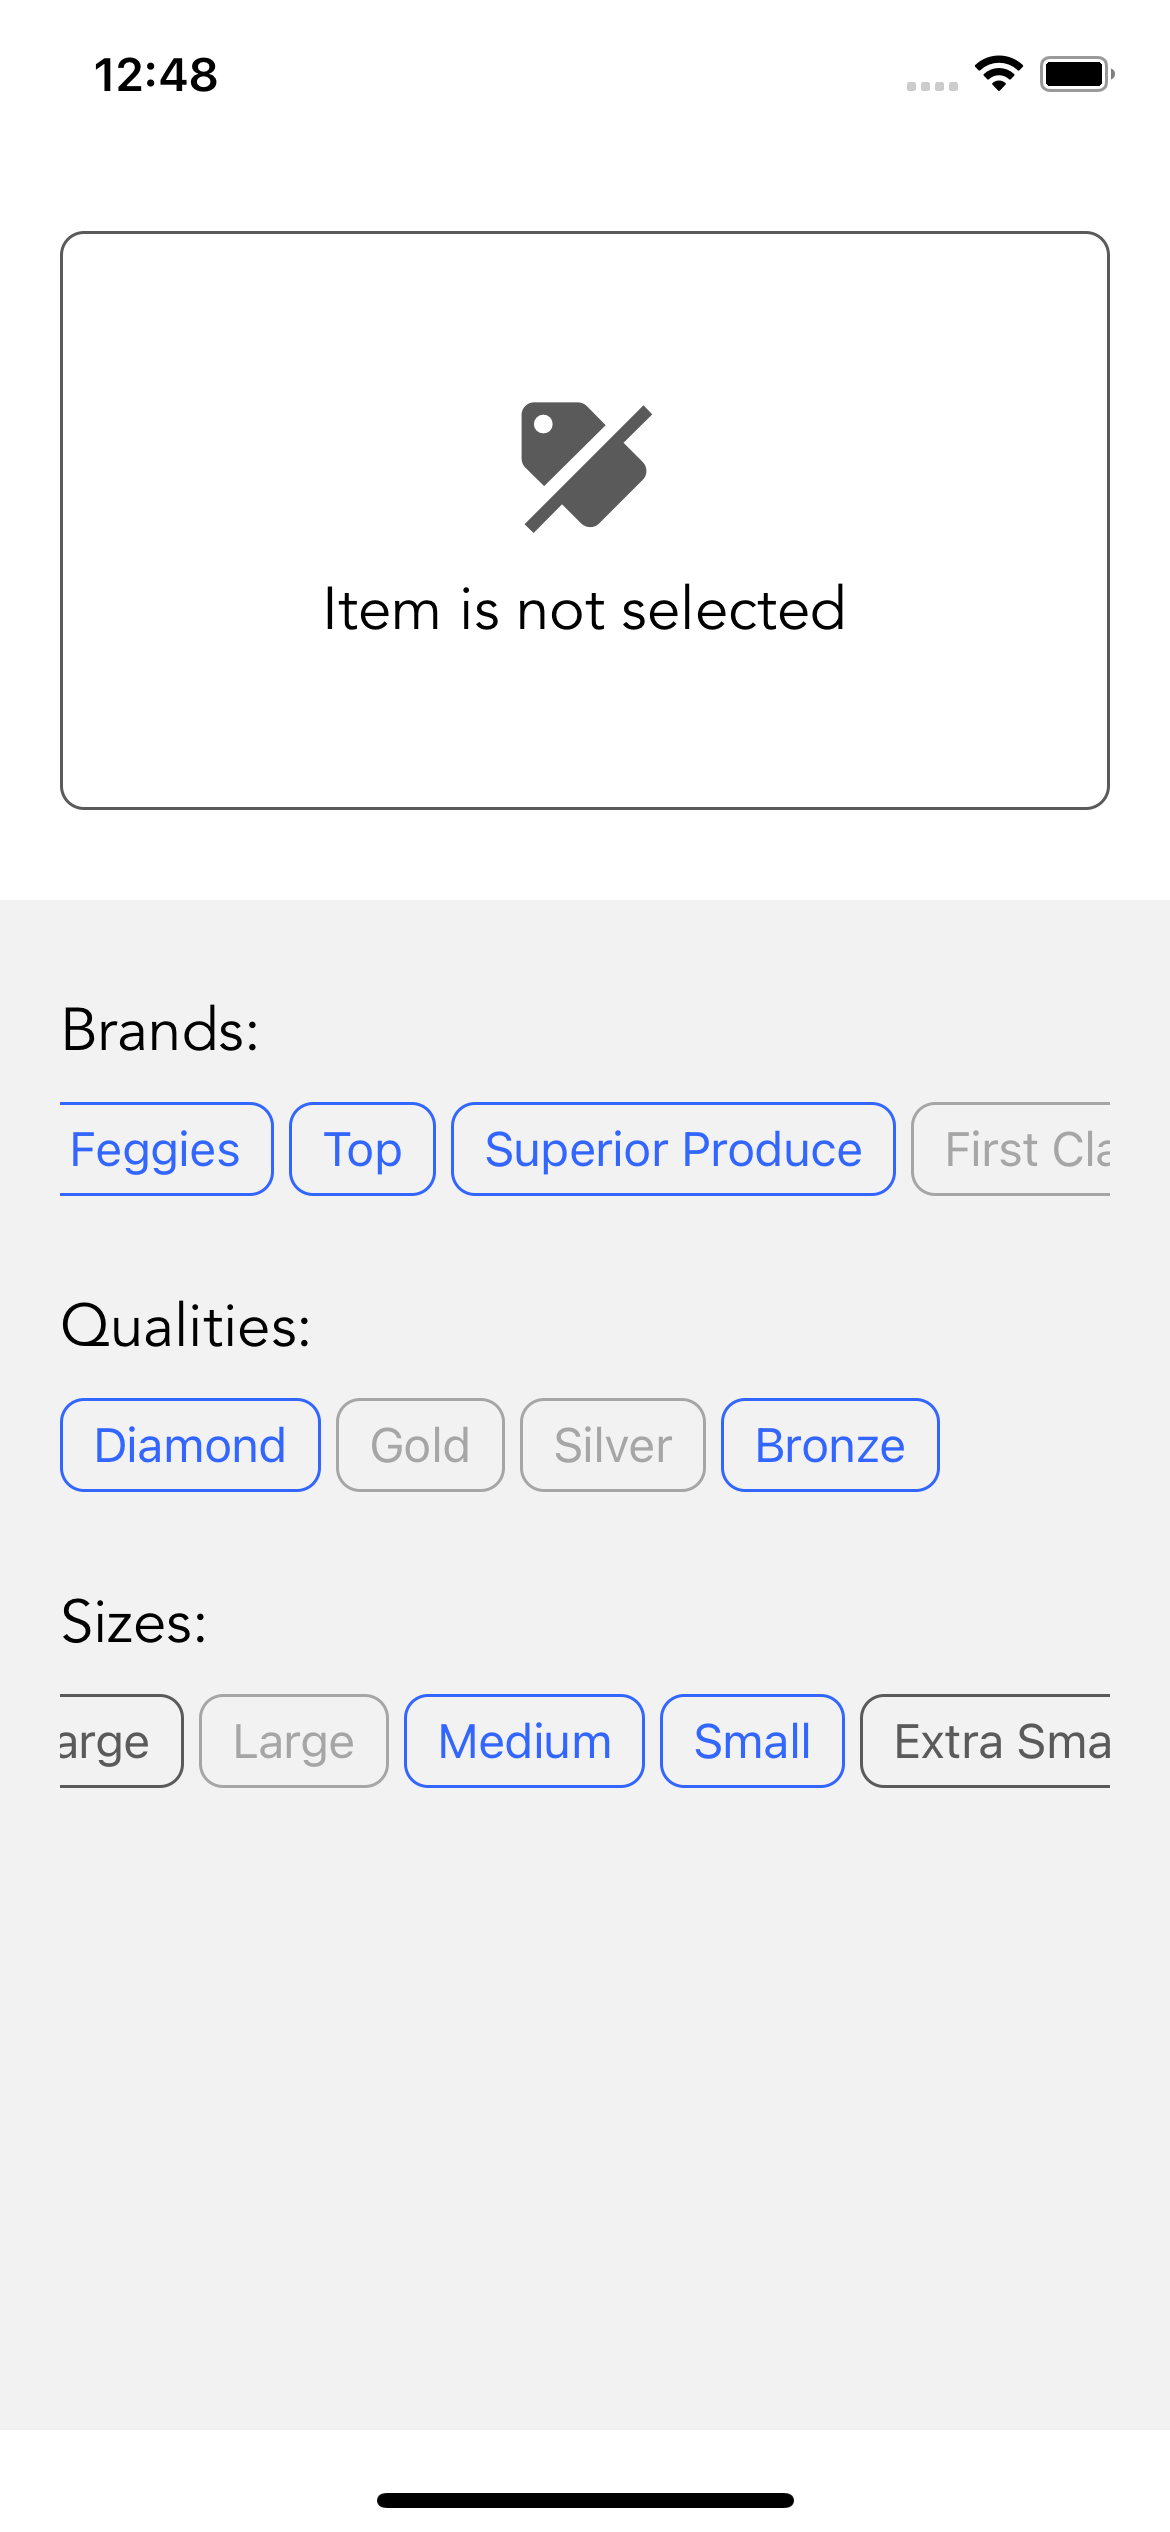 12:48
Item is not selected
Brands:
Feggies Top Superior Produce First Cla
Qualities:
Diamond Gold Silver Bronze
Sizes:
arge Large Medium Small Extra Sma